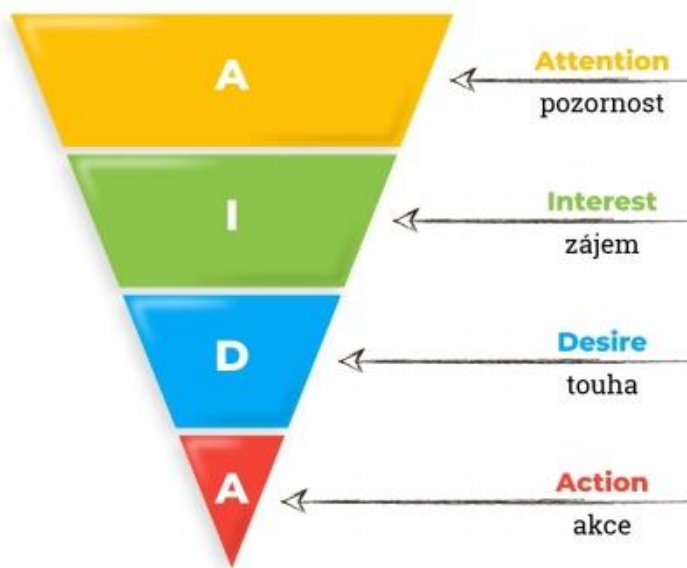 A
Attention
pozornost
I
Interest
zájem
D
Desire
touha
A
Action
akce